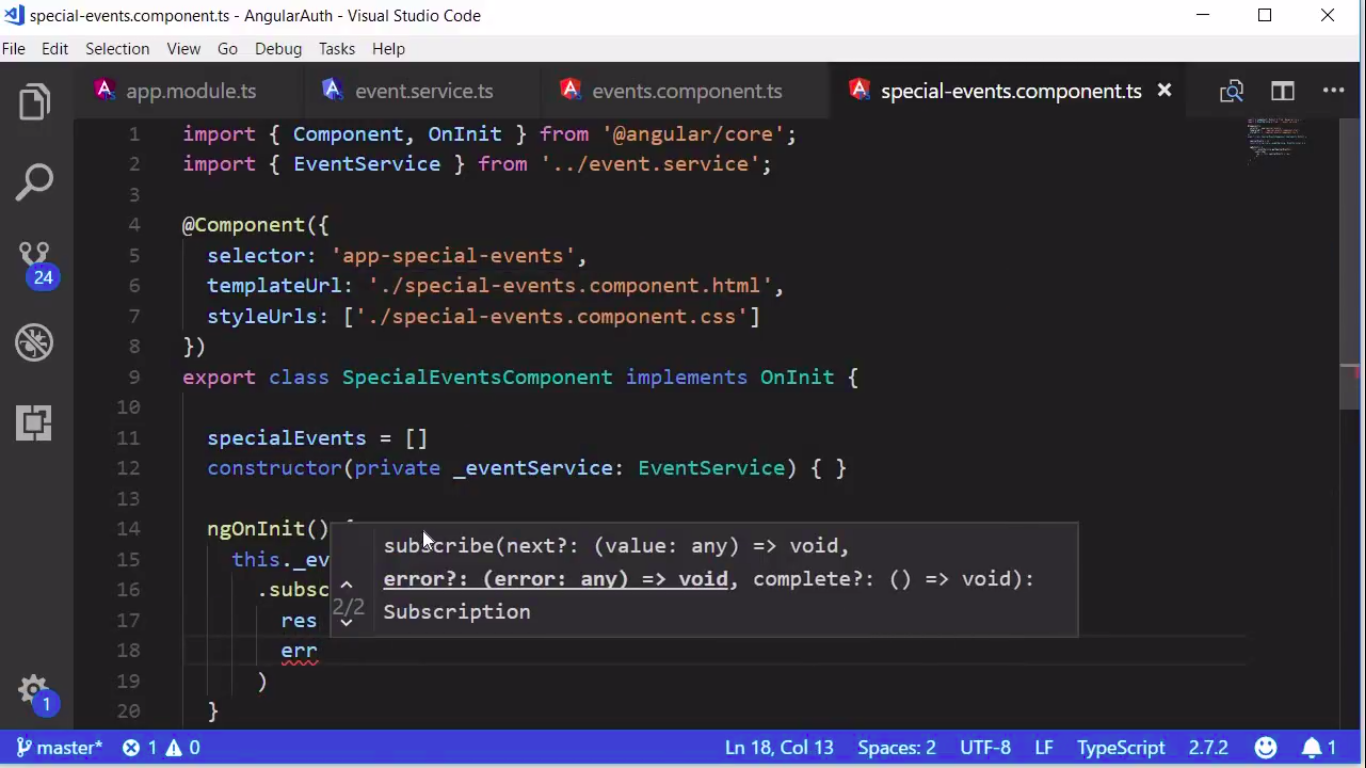 special-events.component.ts - AngularAuth - Visual Studio Code
File Edit Selection View Go Debug Tasks Help
app.module.ts event.service.ts events.component.ts special-events.component.ts
1 import { Component, OnInit } from '@angular/core';
2 import { EventService } from '../event.service';
3
4 @Component({
5 selector: 'app-special-events',
6 templateUrl: './special-events.component.html',
7 styleUrls: ['./special-events.component.css']
8 })
9 export class SpecialEventsComponent implements OnInit {
10
11 specialEvents = []
12 constructor(private _eventService: EventService) { }
13
14 ngOnInit() {
15 this._ev
16 .subsc
17 res
18 err
19 )
20 }
subscribe(next?: (value: any) => void,
error?: (error: any) => void, complete?: () => void):
2/2 Subscription
24
1
master* 1 0 Ln 18, Col 13 Spaces: 2 UTF-8 LF TypeScript 2.7.2 1